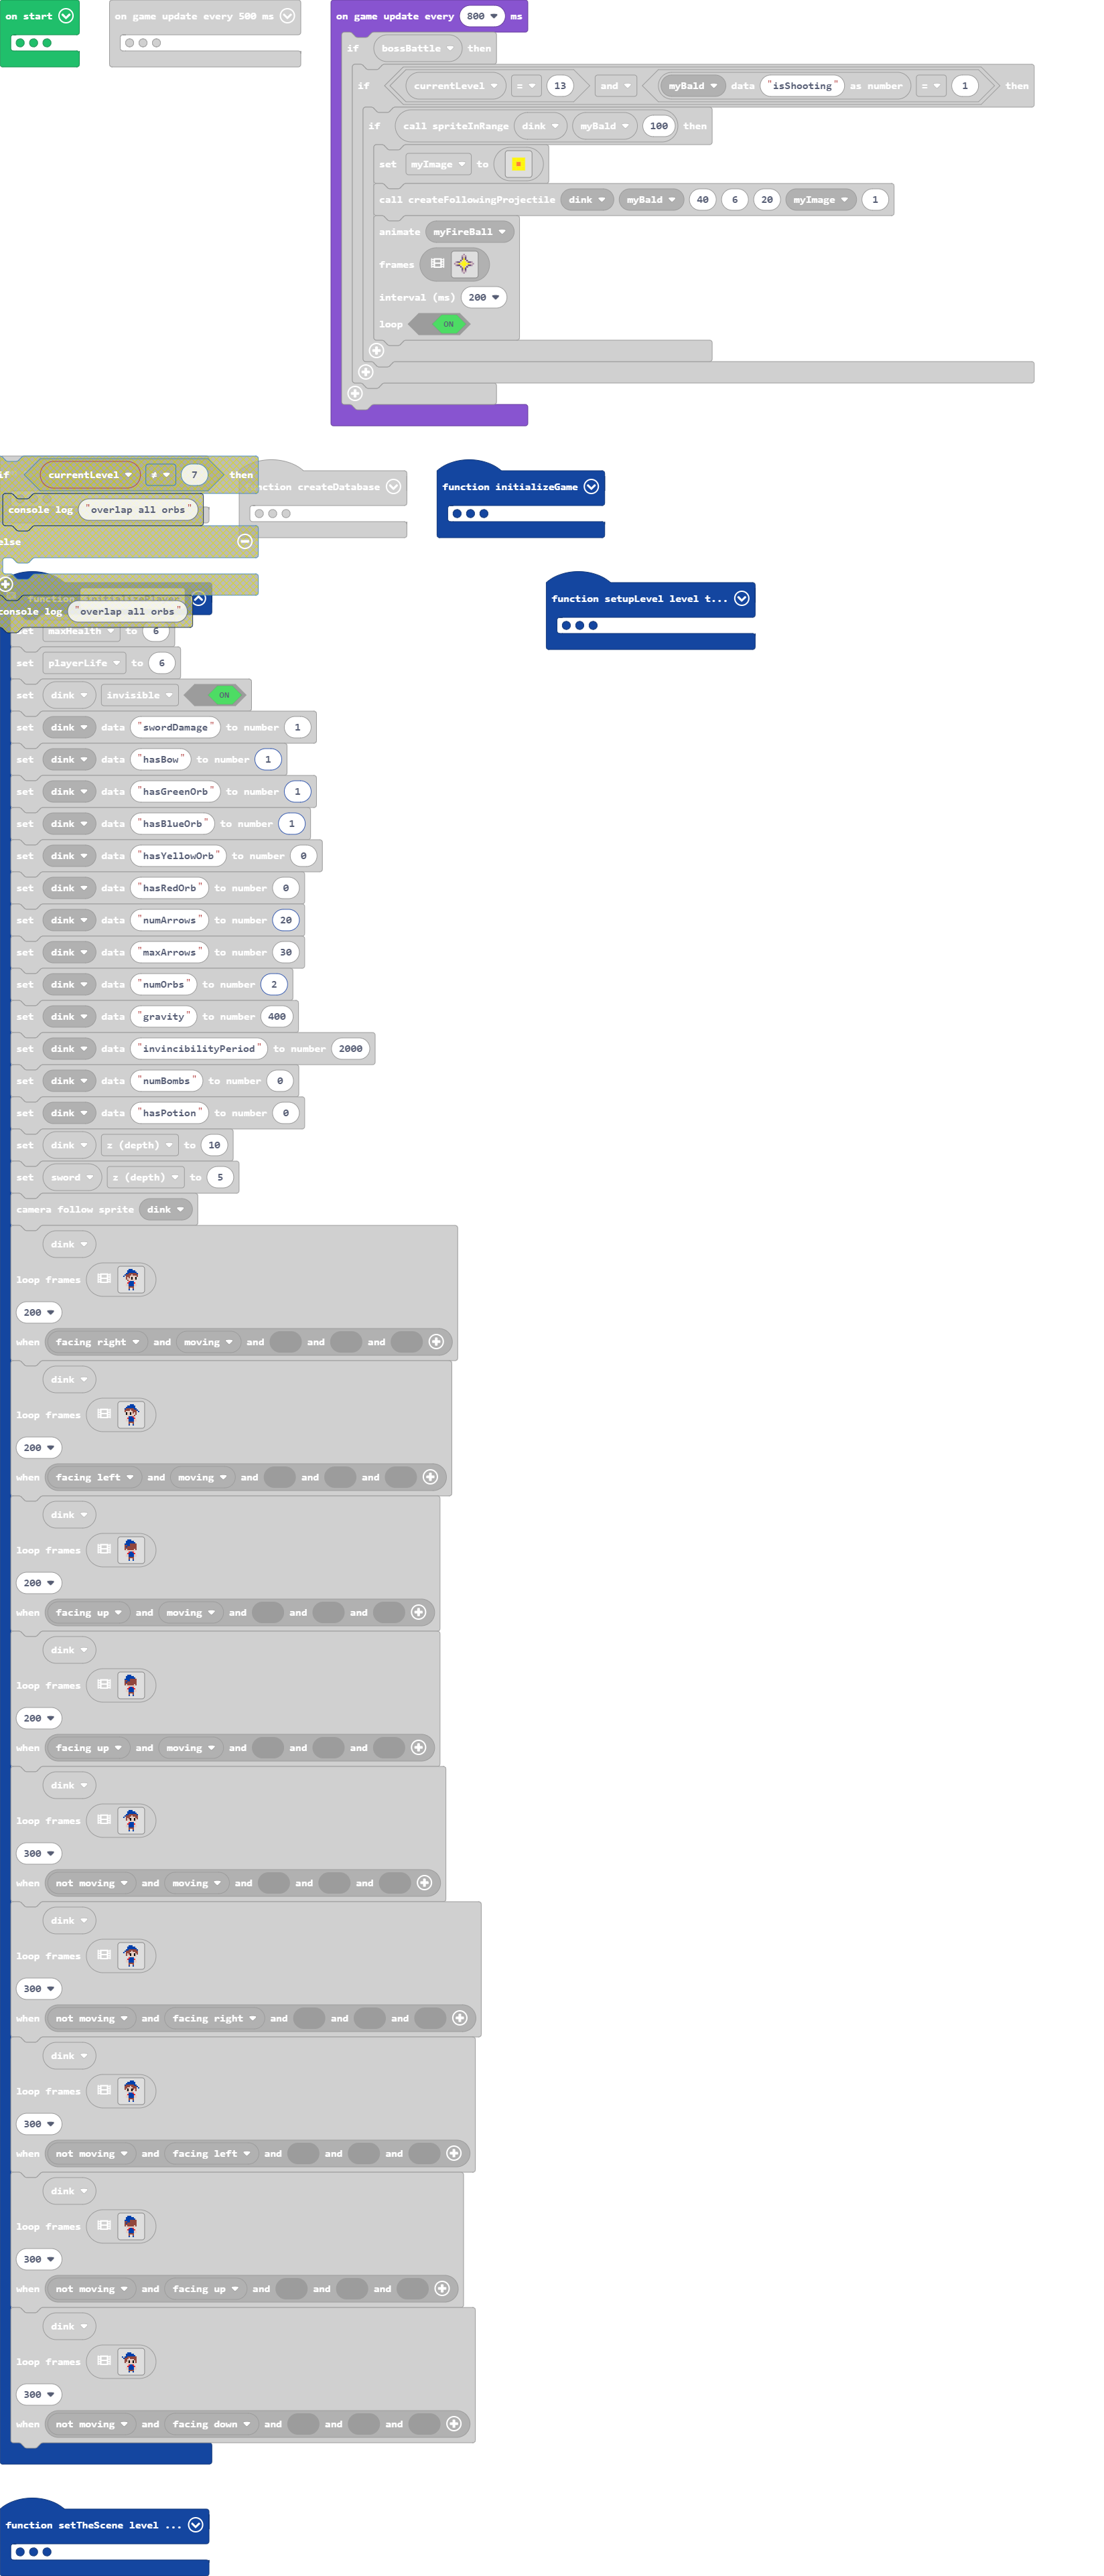 on start
on game update every 500 ms
on game update every 800 ms
if bossBattle then
if currentLevel = 13 and myBald data "isShooting" as number = 1 then
if call spriteInRange dink myBald 100 then
set myImage to
call createFollowingProjectile dink myBald 40 6 20 myImage 1
animate myFireBall
frames
interval (ms) 200
loop ON
if currentLevel ≠ 7 then
console log "overlap all orbs"
else
console log "overlap all orbs"
nction createDatabase
function initializeGame
function setupLevel level t...
set maxHealth to 6
set playerLife to 6
set dink invisible ON
set dink data "swordDamage" to number 1
set dink data "hasBow" to number 1
set dink data "hasGreenOrb" to number 1
set dink data "hasBlueOrb" to number 1
set dink data "hasYellowOrb" to number 0
set dink data "hasRedOrb" to number 0
set dink data "numArrows" to number 20
set dink data "maxArrows" to number 30
set dink data "numOrbs" to number 2
set dink data "gravity" to number 400
set dink data "invincibilityPeriod" to number 2000
set dink data "numBombs" to number 0
set dink data "hasPotion" to number 0
set dink z (depth) to 10
set sword z (depth) to 5
camera follow sprite dink
dink
loop frames
200
when facing right and moving and and and
dink
loop frames
200
when facing left and moving and and and
dink
loop frames
200
when facing up and moving and and and
dink
loop frames
200
when facing up and moving and and and
dink
loop frames
300
when not moving and moving and and and
dink
loop frames
300
when not moving and facing right and and and
dink
loop frames
300
when not moving and facing left and and and
dink
loop frames
300
when not moving and facing up and and and
dink
loop frames
300
when not moving and facing down and and and
function setTheScene level ...